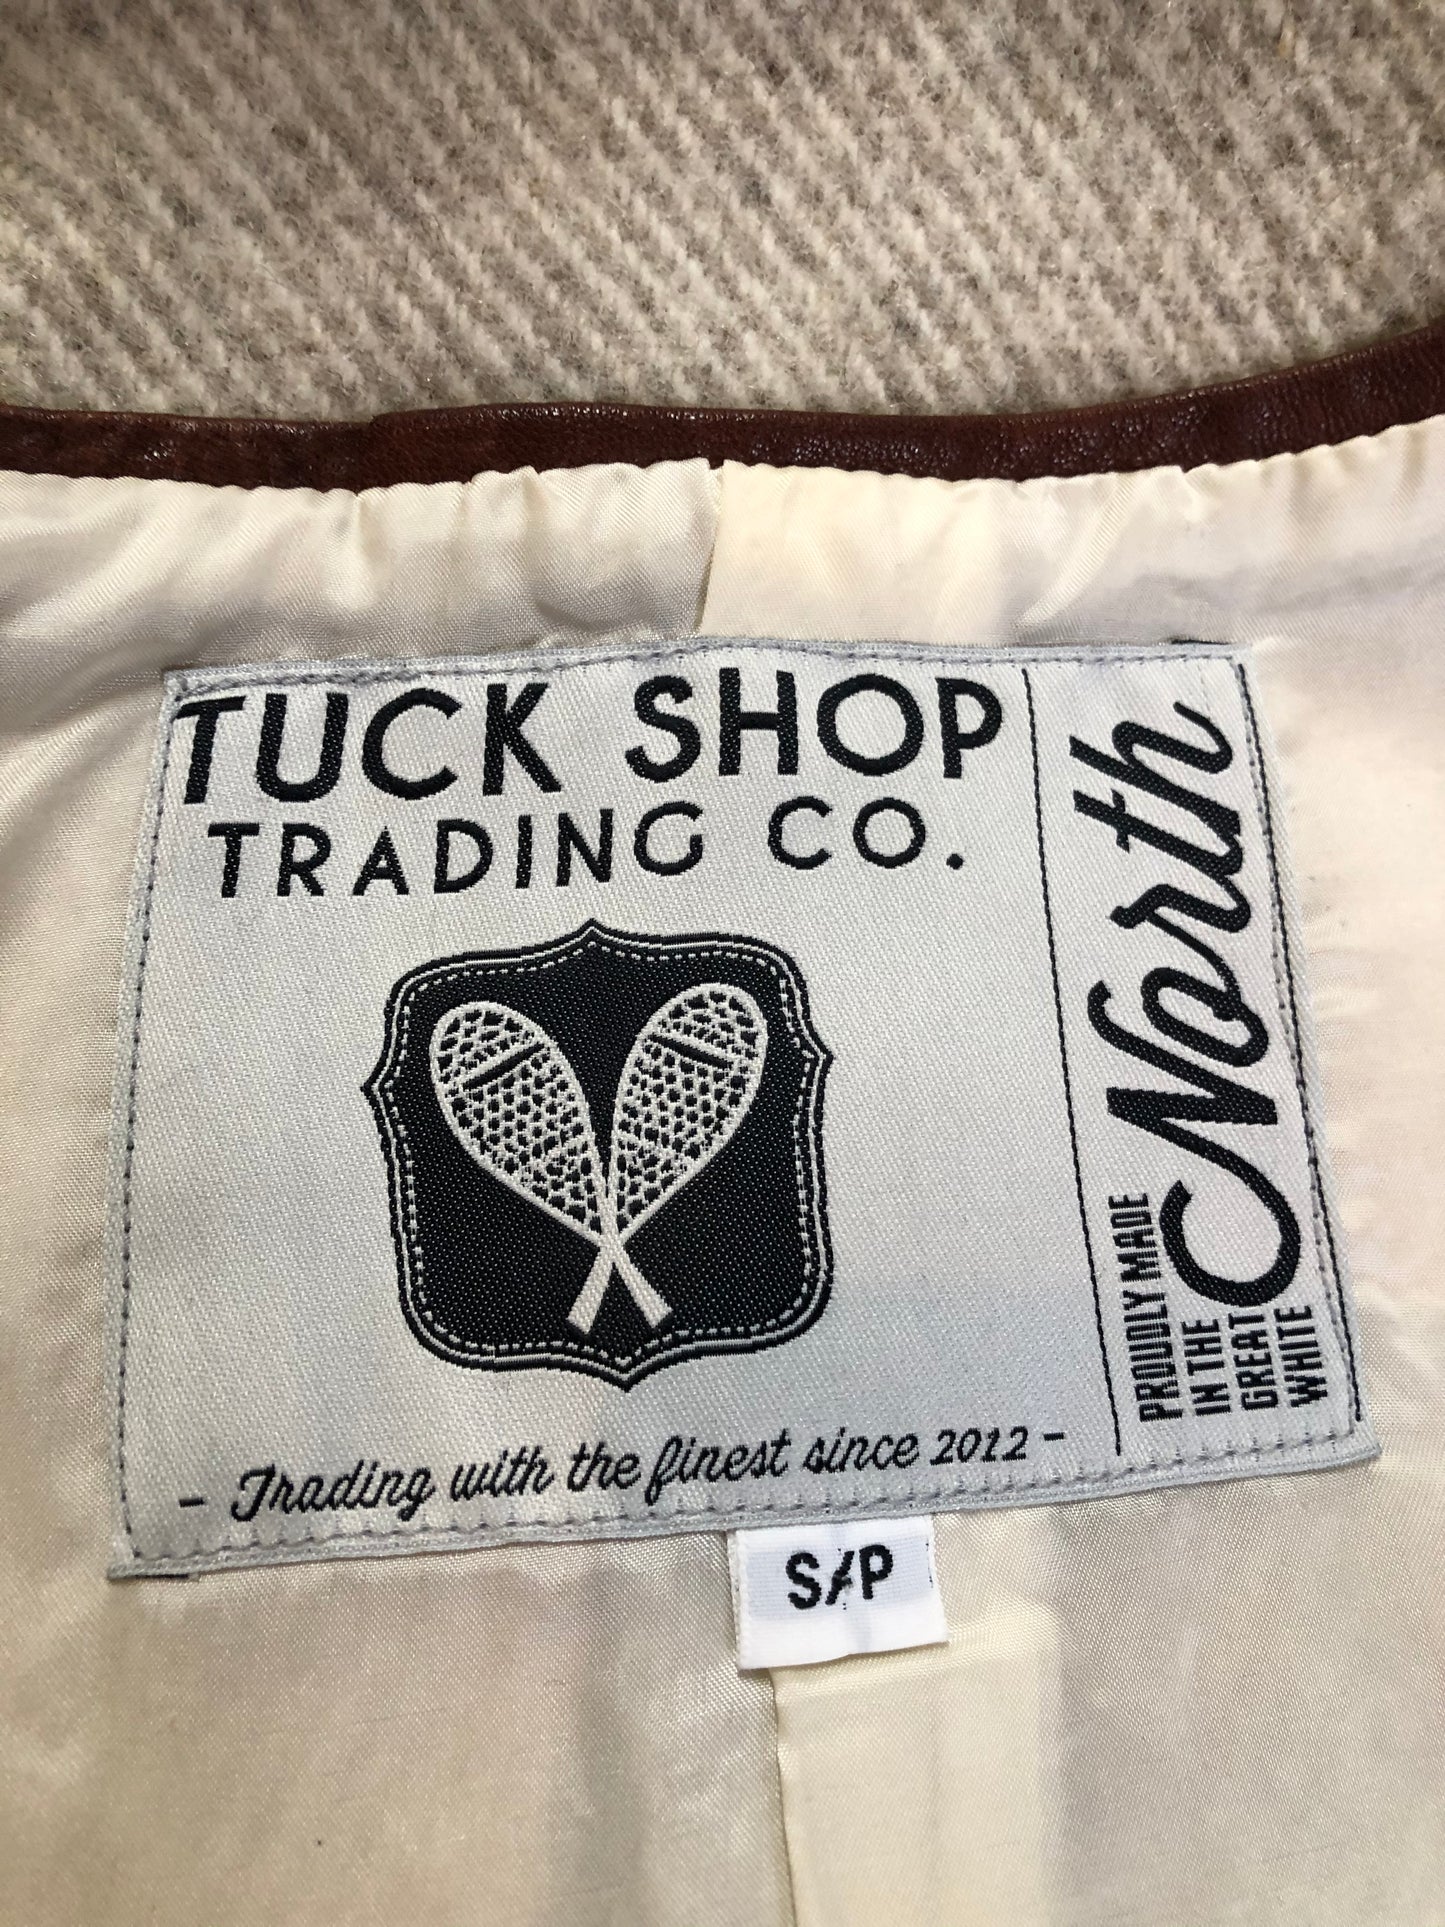 TUCK SHOP
TRADING CO.
- Trading with the finest since 2012 -
PROUDLY MADE
IN THE
GREAT
WHITE
North
S/P